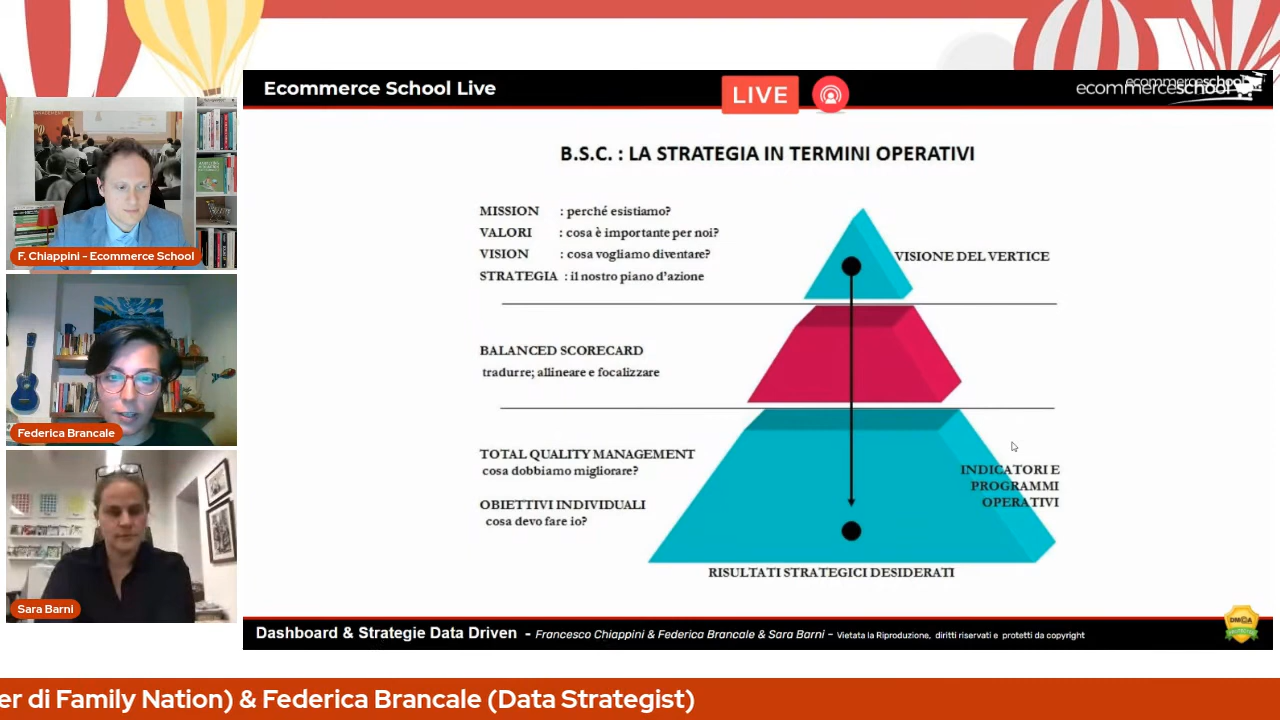 Ecommerce School Live
LIVE
ecommerceschool
ecommerceschool
B.S.C. : LA STRATEGIA IN TERMINI OPERATIVI
MISSION : perché esistiamo?
VALORI : cosa è importante per noi?
VISION : cosa vogliamo diventare?
STRATEGIA : il nostro piano d'azione
VISIONE DEL VERTICE
BALANCED SCORECARD
tradurre; allineare e focalizzare
TOTAL QUALITY MANAGEMENT
cosa dobbiamo migliorare?
OBIETTIVI INDIVIDUALI
cosa devo fare io?
INDICATORI E
PROGRAMMI
OPERATIVI
RISULTATI STRATEGICI DESIDERATI
F. Chiappini - Ecommerce School
Federica Brancale
Sara Barni
Dashboard & Strategie Data Driven - Francesco Chiappini & Federica Brancale & Sara Barni - Vietata la Riproduzione, diritti riservati e protetti da copyright
er di Family Nation) & Federica Brancale (Data Strategist)